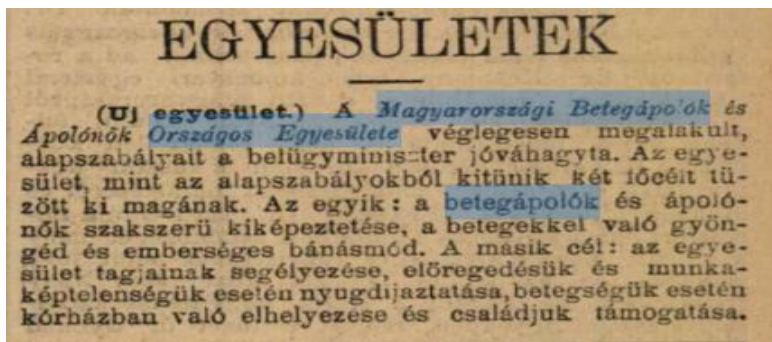 EGYESÜLETEK
(Uj egyesület.) A Magyarországi Betegápolók és
Ápolónők Országos Egyesülete véglegesen megalakult,
alapszabályait a belügyminiszter jóváhagyta. Az egye-
sület, mint az alapszabályokból kitünik két főcélt tü-
zött ki magának. Az egyik: a betegápolók és ápoló-
nők szakszerü kiképeztetése, a betegekkel való gyön-
géd és emberséges bánásmód. A másik cél: az egye-
sület tagjainak segélyezése, előregedésük és munka-
képtelenségük esetén nyugdijaztatása, betegségük esetén
kórházban való elhelyezése és családjuk támogatása.